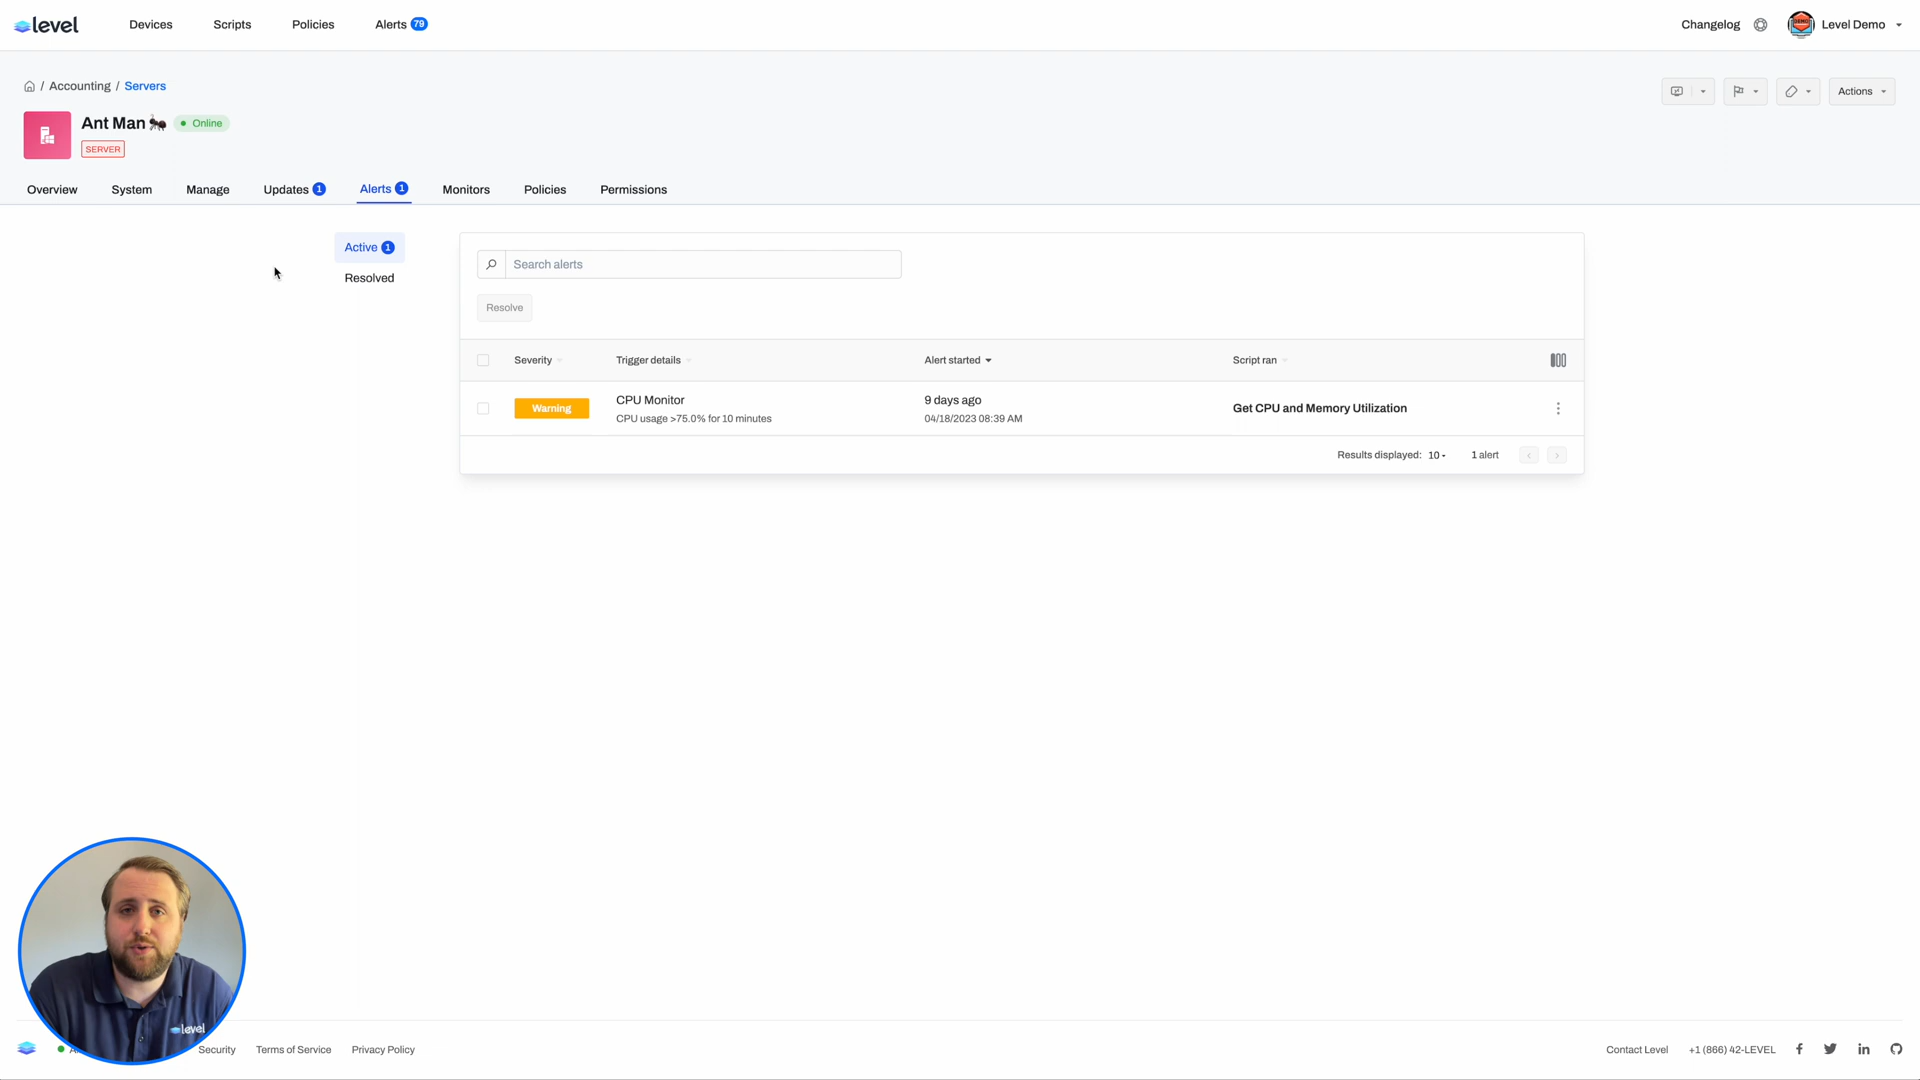 level Devices Scripts Policies Alerts 79 Changelog Level Demo
/ Accounting / Servers
Actions
Ant Man Online
SERVER
Overview System Manage Updates 1 Alerts 1 Monitors Policies Permissions
Active 1
Resolved
Search alerts
Resolve
Severity Trigger details Alert started Script ran
Warning
CPU Monitor
CPU usage >75.0% for 10 minutes
9 days ago
04/18/2023 08:39 AM
Get CPU and Memory Utilization
Results displayed: 10 1 alert
level
Security Terms of Service Privacy Policy Contact Level +1 (866) 42-LEVEL